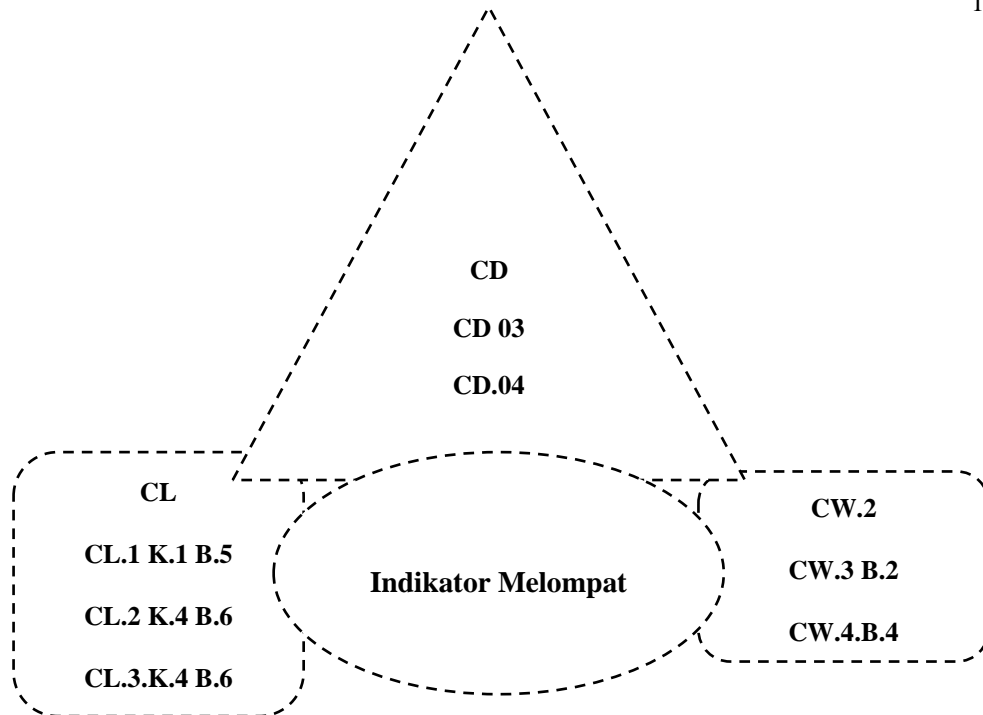 CD
CD 03
CD.04
CL
CL.1 K.1 B.5
CL.2 K.4 B.6
CL.3.K.4 B.6
Indikator Melompat
CW.2
CW.3 B.2
CW.4.B.4